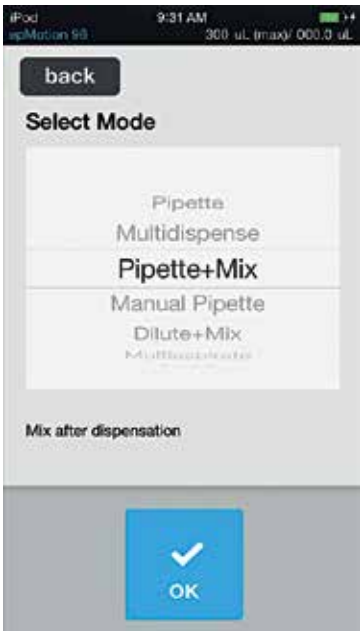 iPod 9:31 AM
epMotion 96 300 uL (max)/ 000.0 uL
back
Select Mode
Pipette
Multidispense
Pipette+Mix
Manual Pipette
Dilute+Mix
Multiaspirate
Mix after dispensation
OK